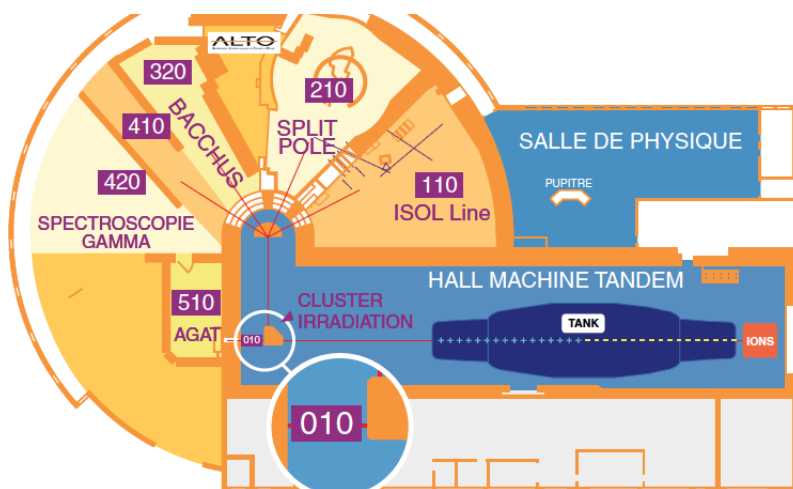 ALTO
320
210
410
BACCHUS
SPLIT
POLE
SALLE DE PHYSIQUE
420
110
PUPITRE
ISOL Line
SPECTROSCOPIE
GAMMA
HALL MACHINE TANDEM
510
CLUSTER
IRRADIATION
AGAT
TANK
010
IONS
+ + + + + + + + + + + + + + + +
010